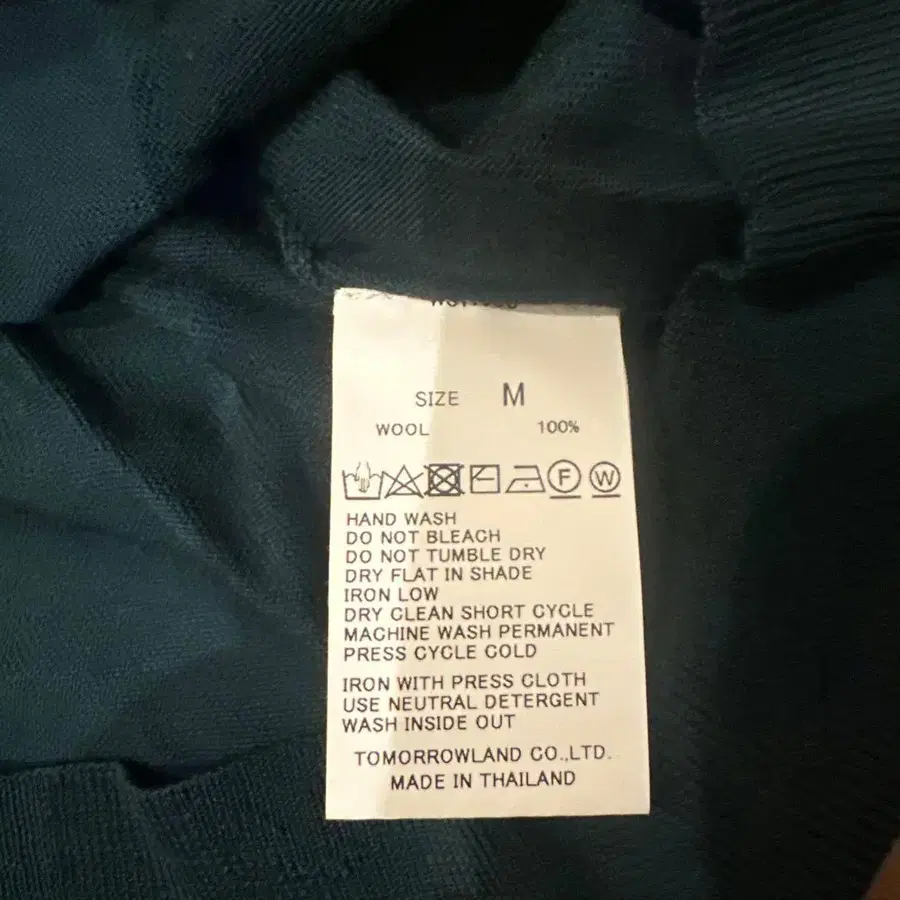 SIZE M
WOOL 100%
F W
HAND WASH
DO NOT BLEACH
DO NOT TUMBLE DRY
DRY FLAT IN SHADE
IRON LOW
DRY CLEAN SHORT CYCLE
MACHINE WASH PERMANENT
PRESS CYCLE COLD
IRON WITH PRESS CLOTH
USE NEUTRAL DETERGENT
WASH INSIDE OUT
TOMORROWLAND CO.,LTD.
MADE IN THAILAND